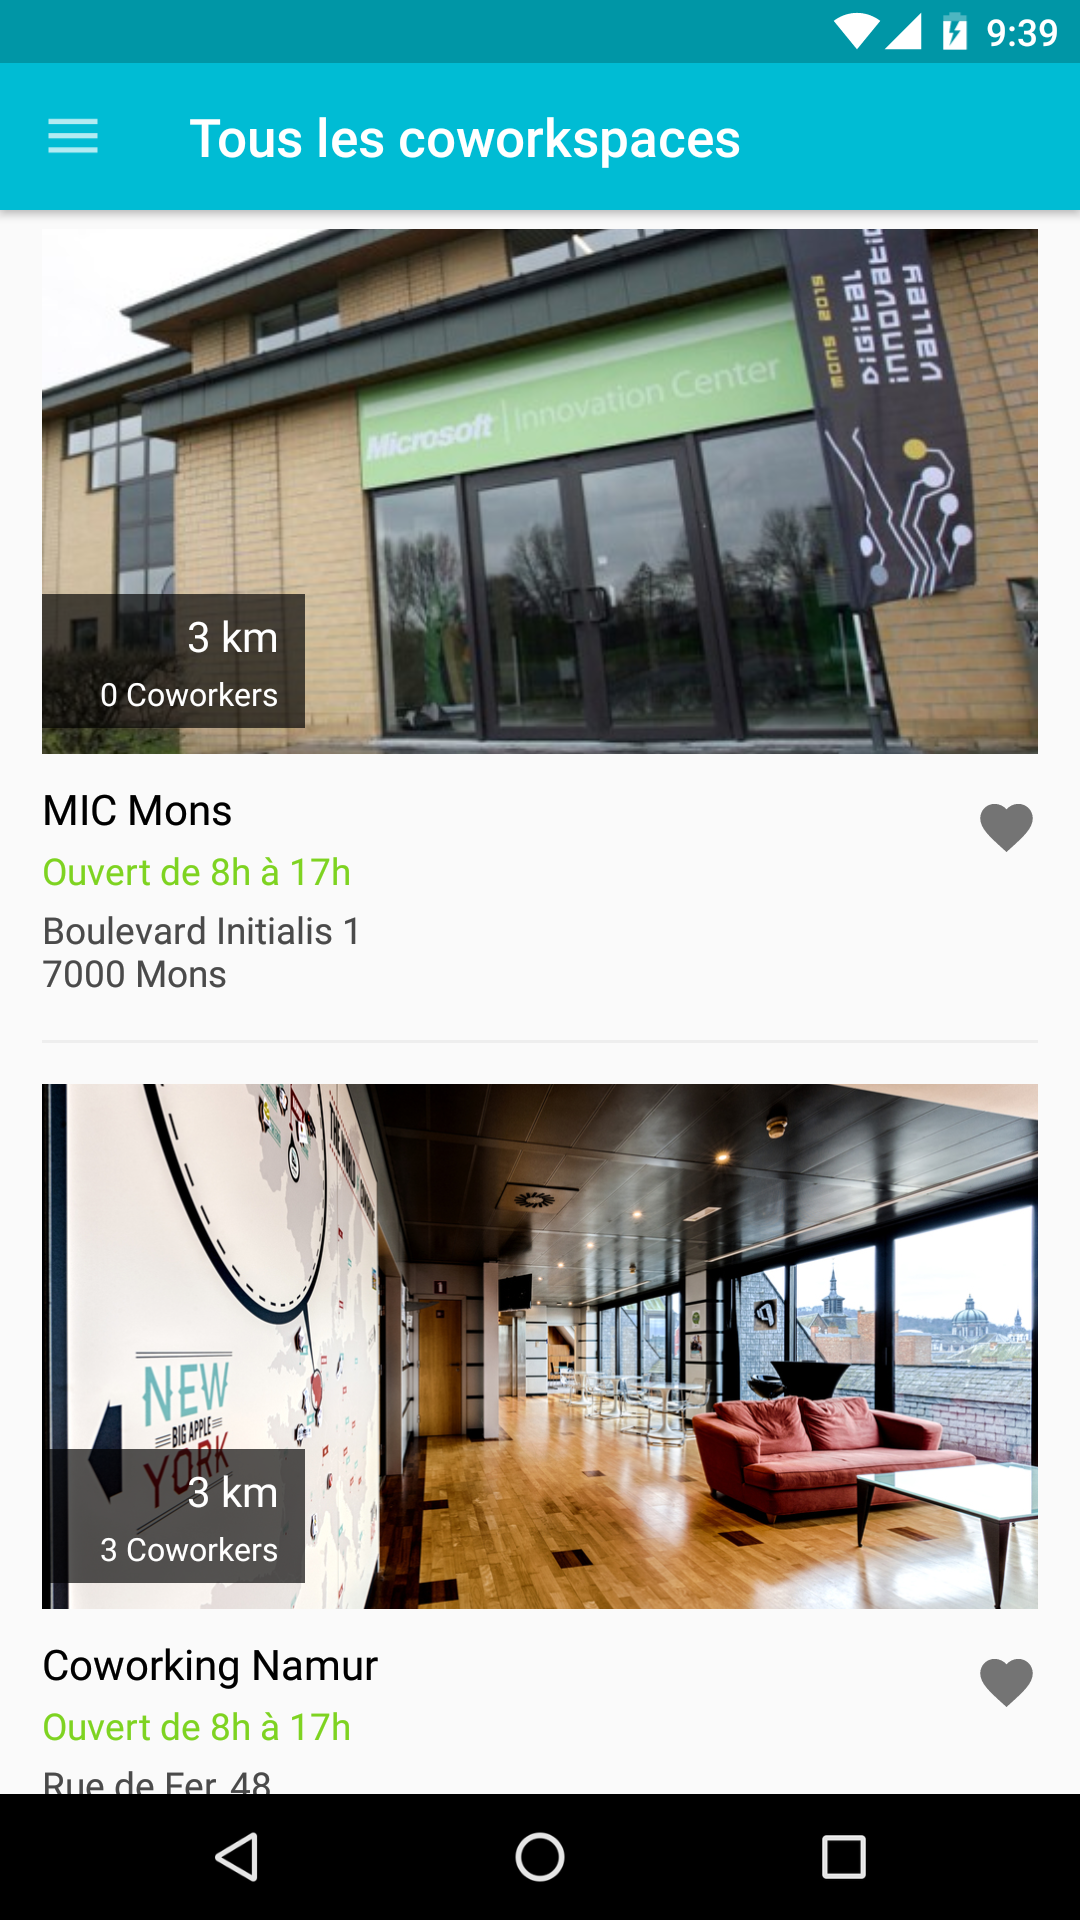 9:39
Tous les coworkspaces
MONS 2015
DIGITAL
INNOVATION
VALLEY
Microsoft | Innovation Center
3 km
0 Coworkers
MIC Mons
Ouvert de 8h à 17h
Boulevard Initialis 1
7000 Mons
NEW
BIG APPLE
YORK
3 km
3 Coworkers
Coworking Namur
Ouvert de 8h à 17h
Rue de Fer, 48